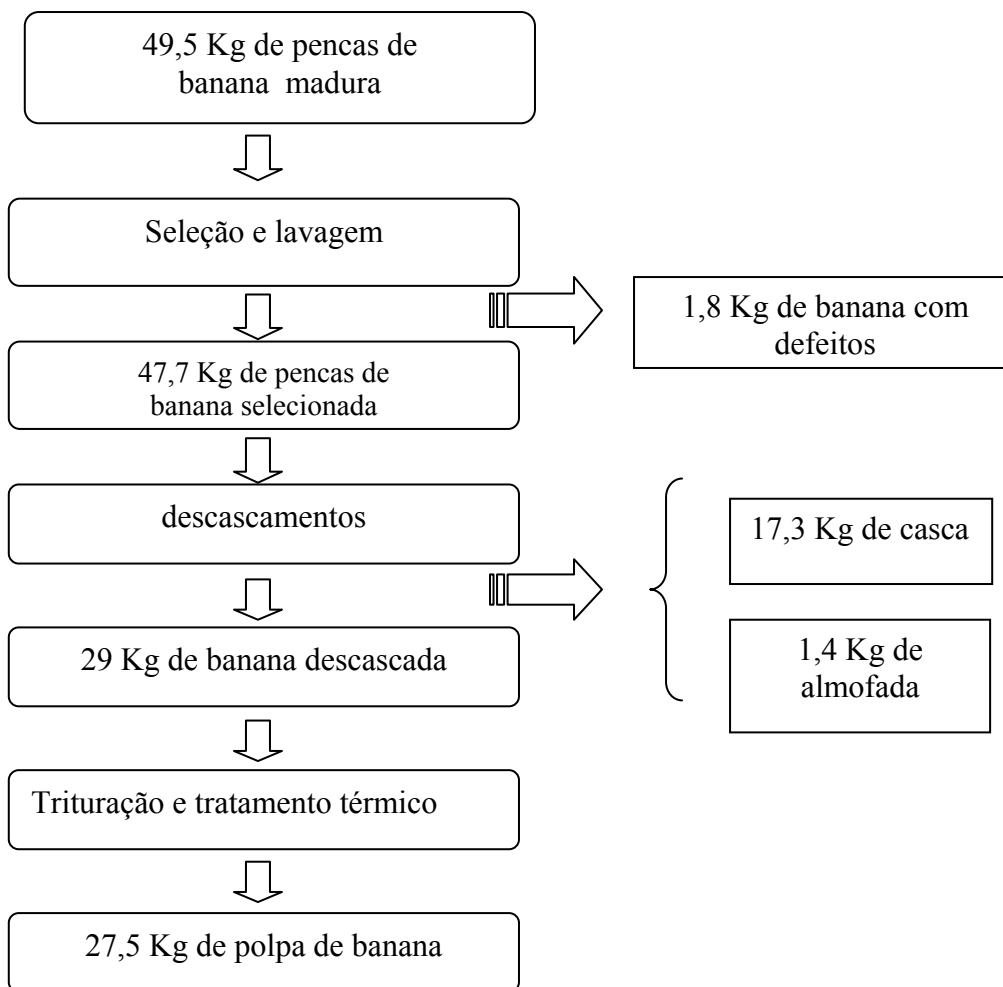 49,5 Kg de pencas de
banana madura
Seleção e lavagem
1,8 Kg de banana com
defeitos
47,7 Kg de pencas de
banana selecionada
descascamentos
17,3 Kg de casca
29 Kg de banana descascada
1,4 Kg de
almofada
Trituração e tratamento térmico
27,5 Kg de polpa de banana